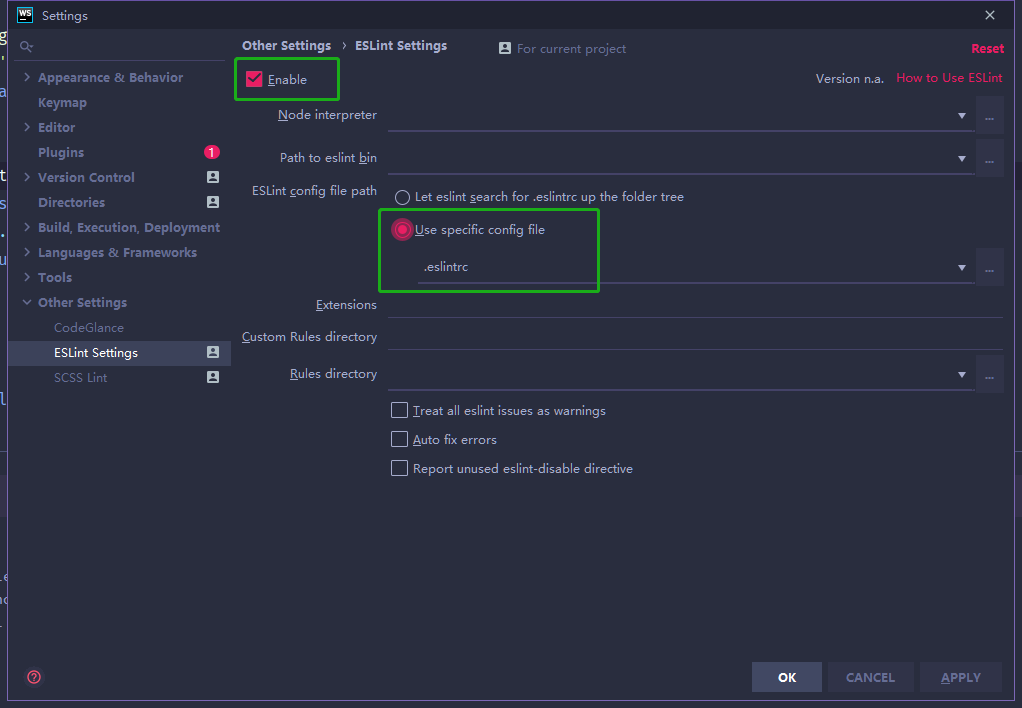 WS Settings
Other Settings › ESLint Settings For current project Reset
Enable Version n.a. How to Use ESLint
Appearance & Behavior
Keymap
Editor
Plugins 1
Version Control
Directories
Build, Execution, Deployment
Languages & Frameworks
Tools
Other Settings
CodeGlance
ESLint Settings
SCSS Lint
Node interpreter ...
Path to eslint bin ...
ESLint config file path
Let eslint search for .eslintrc up the folder tree
Use specific config file
.eslintrc ...
Extensions
Custom Rules directory
Rules directory ...
Treat all eslint issues as warnings
Auto fix errors
Report unused eslint-disable directive
?
OK CANCEL APPLY